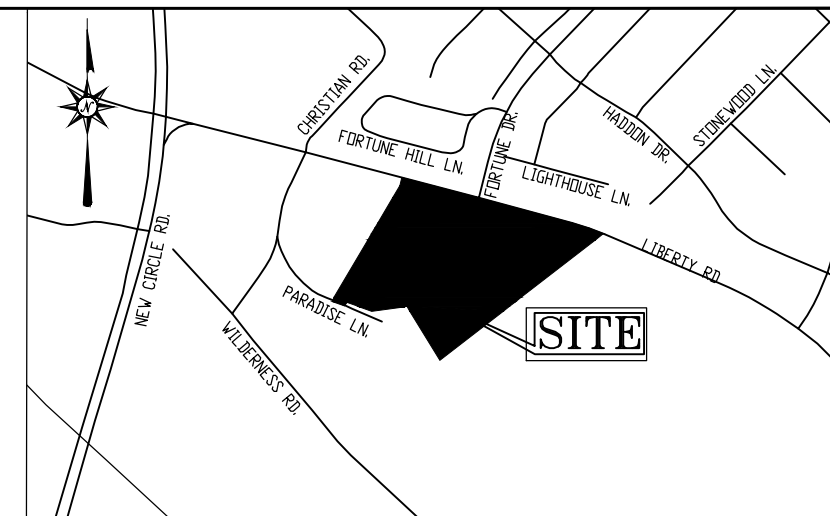 N
CHRISTIAN RD.
STONEWOOD LN.
HADDON DR.
FORTUNE HILL LN.
FORTUNE DR.
LIGHTHOUSE LN.
NEW CIRCLE RD.
LIBERTY RD
PARADISE LN.
SITE
WILDERNESS RD.